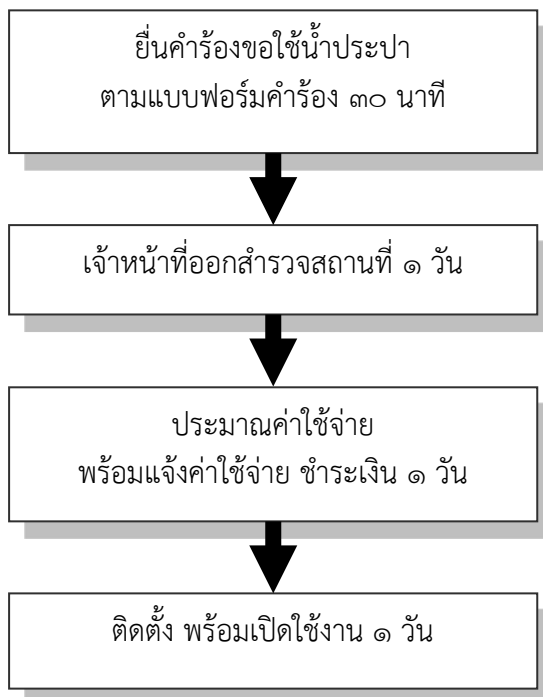 ยื่นคำร้องขอใช้น้ำประปา
ตามแบบฟอร์มคำร้อง ๓๐ นาที
เจ้าหน้าที่ออกสำรวจสถานที่ ๑ วัน
ประมาณค่าใช้จ่าย
พร้อมแจ้งค่าใช้จ่าย ชำระเงิน ๑ วัน
ติดตั้ง พร้อมเปิดใช้งาน ๑ วัน